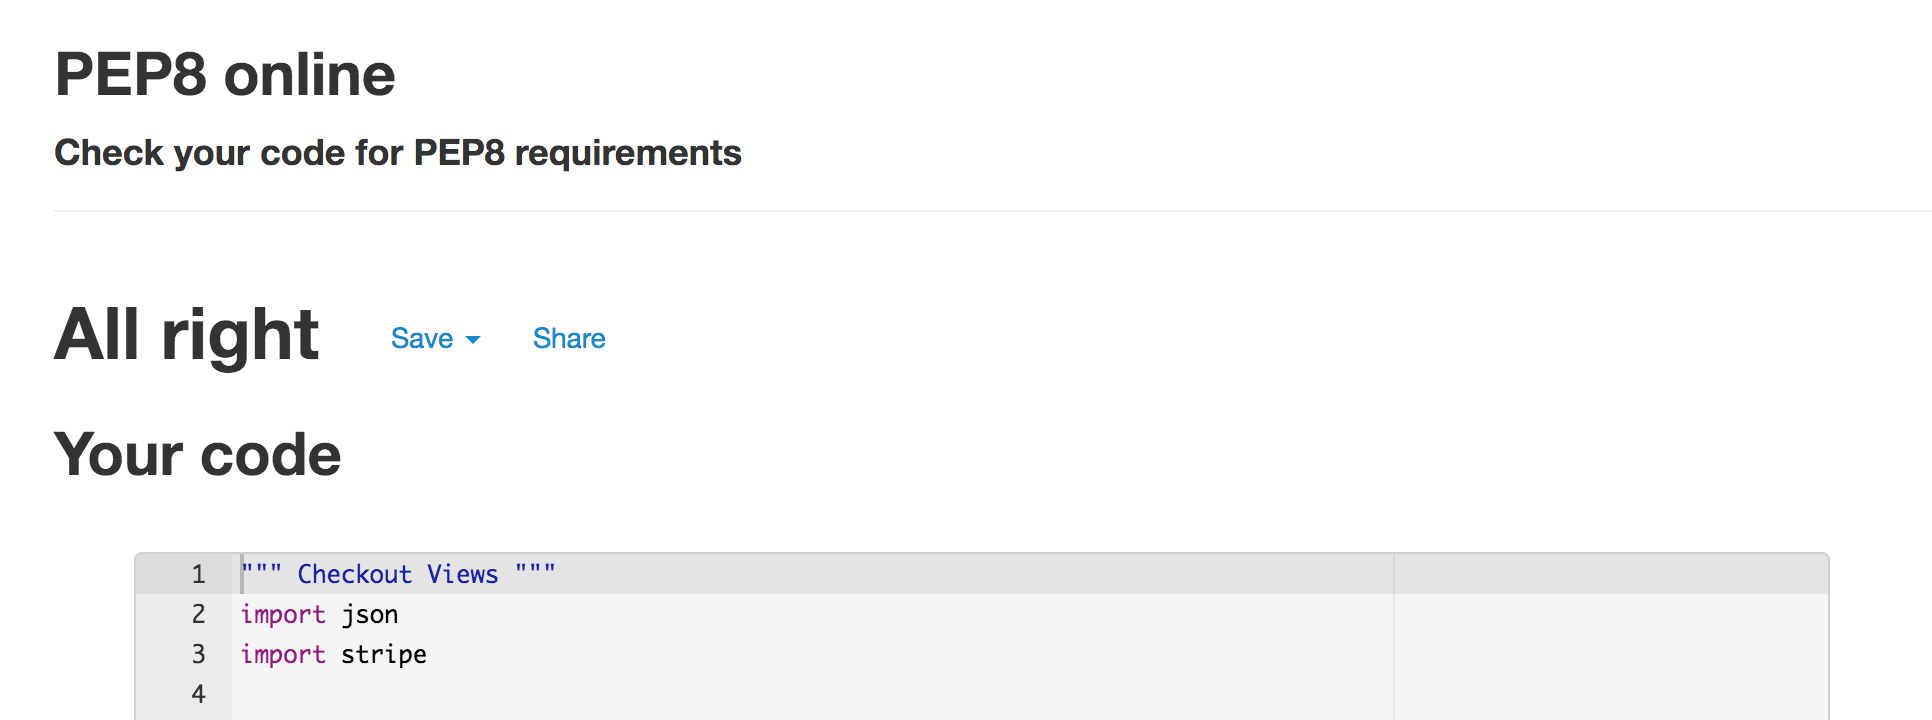 PEP8 online
Check your code for PEP8 requirements
All right Save Share
Your code
1 """ Checkout Views """
2 import json
3 import stripe
4